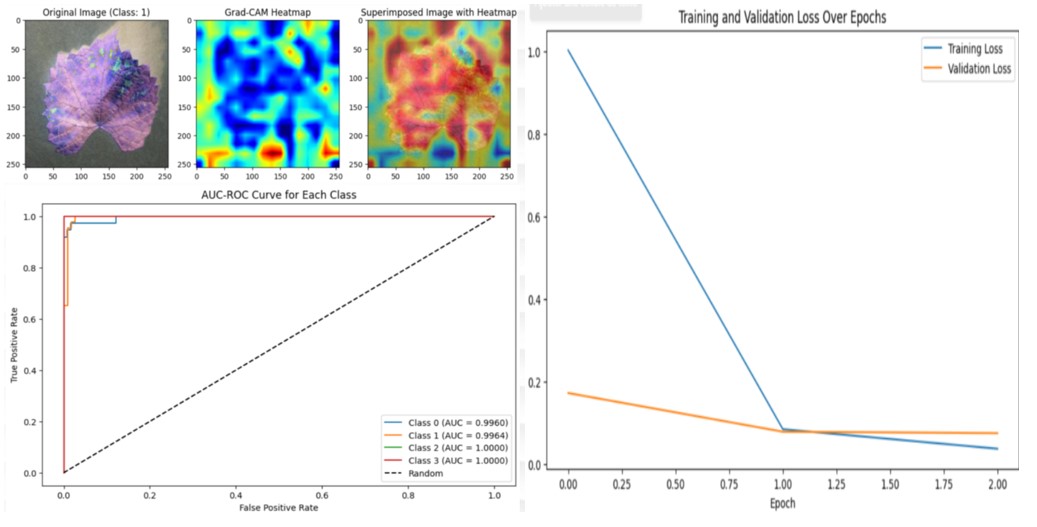 Original Image (Class: 1)
0
50
100
150
200
250
0 50 100 150 200 250
Grad-CAM Heatmap
0
50
100
150
200
250
0 50 100 150 200 250
Superimposed Image with Heatmap
0
50
100
150
200
250
0 50 100 150 200 250
AUC-ROC Curve for Each Class
True Positive Rate
1.0
0.8
0.6
0.4
0.2
0.0
Class 0 (AUC = 0.9960)
Class 1 (AUC = 0.9964)
Class 2 (AUC = 1.0000)
Class 3 (AUC = 1.0000)
Random
0.0 0.2 0.4 0.6 0.8 1.0
False Positive Rate
Training and Validation Loss Over Epochs
Training Loss
Validation Loss
1.0
0.8
0.6
0.4
0.2
0.0
0.00 0.25 0.50 0.75 1.00 1.25 1.50 1.75 2.00
Epoch